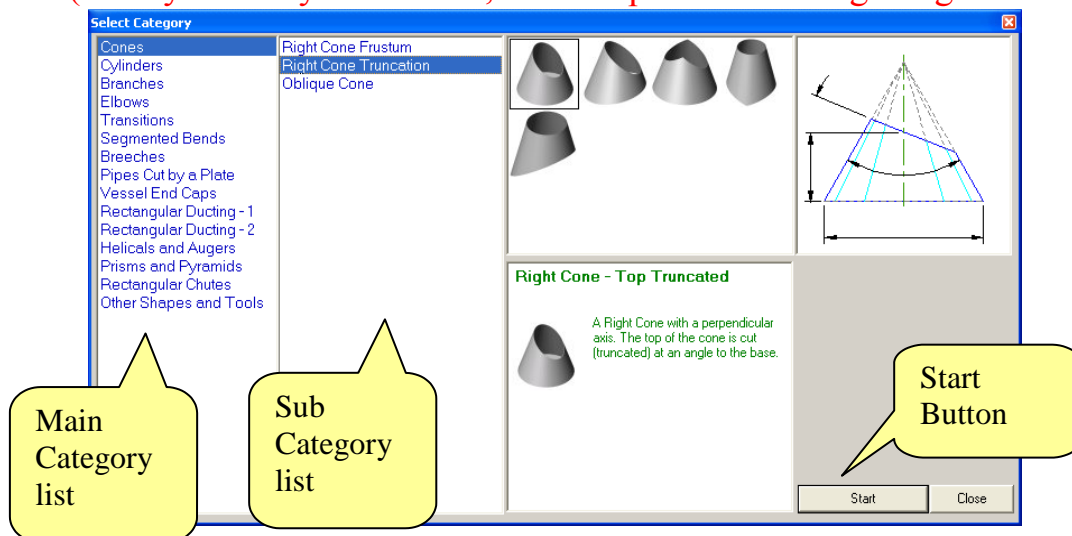 Select Category
Cones
Cylinders
Branches
Elbows
Transitions
Segmented Bends
Breeches
Pipes Cut by a Plate
Vessel End Caps
Rectangular Ducting - 1
Rectangular Ducting - 2
Helicals and Augers
Prisms and Pyramids
Rectangular Chutes
Other Shapes and Tools
Right Cone Frustum
Right Cone Truncation
Oblique Cone
Right Cone - Top Truncated
A Right Cone with a perpendicular
axis. The top of the cone is cut
(truncated) at an angle to the base.
Main
Category
list
Sub
Category
list
Start
Button
Start
Close